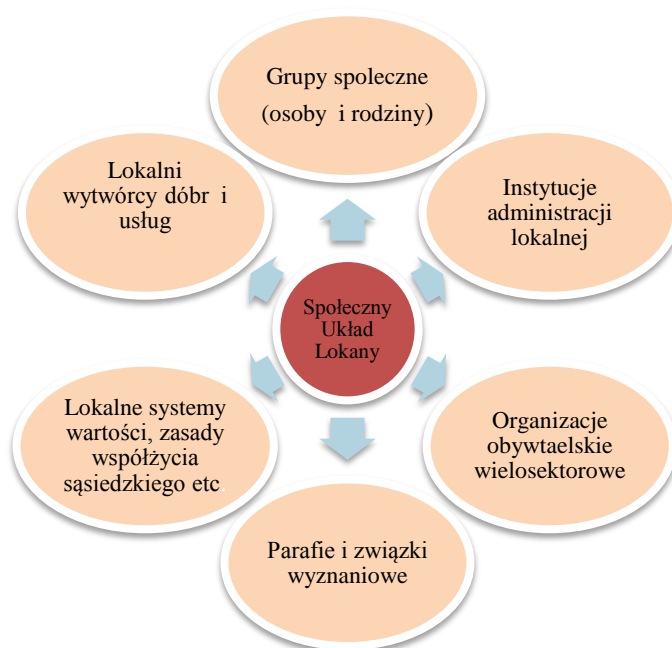 Grupy spoleczne
(osoby i rodziny)
Lokalni
wytwórcy dóbr i
usług
Instytucje
administracji
lokalnej
Społeczny
Układ
Lokany
Lokalne systemy
wartości, zasady
współżycia
sąsiedzkiego etc.
Organizacje
obywtaelskie
wielosektorowe
Parafie i związki
wyznaniowe